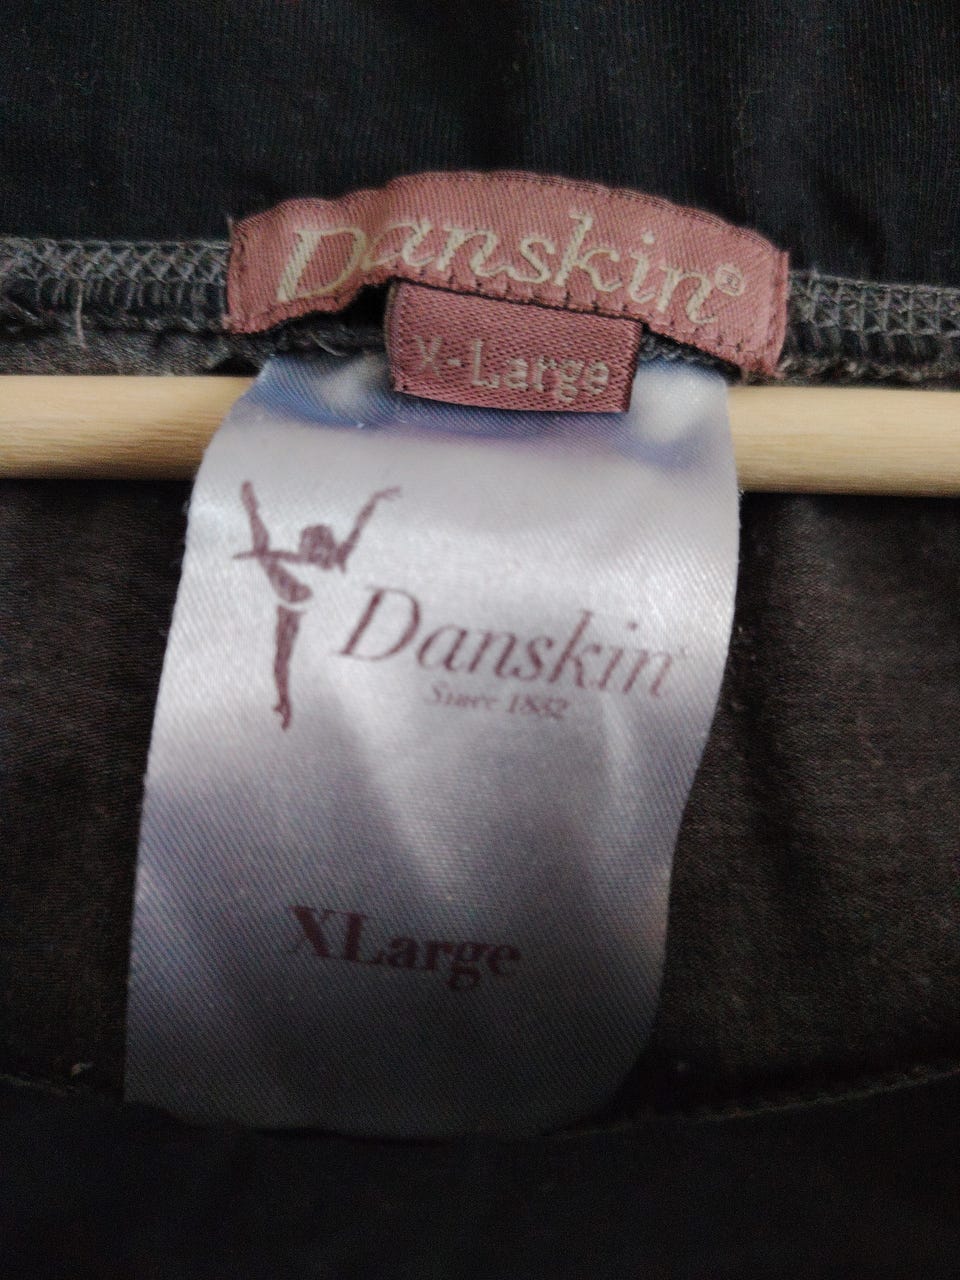 Danskin®
X-Large
Danskin
Since 1882
XLarge